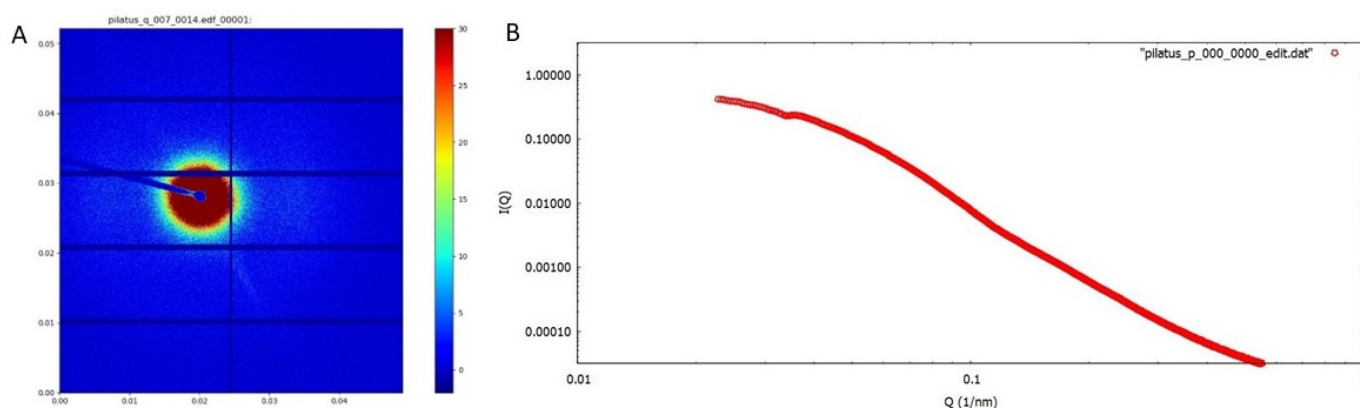 A
pilatus_q_007_0014.edf_00001:
0.05
0.04
0.03
0.02
0.01
0.00
0.00 0.01 0.02 0.03 0.04
30
25
20
15
10
5
0
B
"pilatus_p_000_0000_edit.dat"
I(Q)
1.00000
0.10000
0.01000
0.00100
0.00010
0.01 0.1
Q (1/nm)